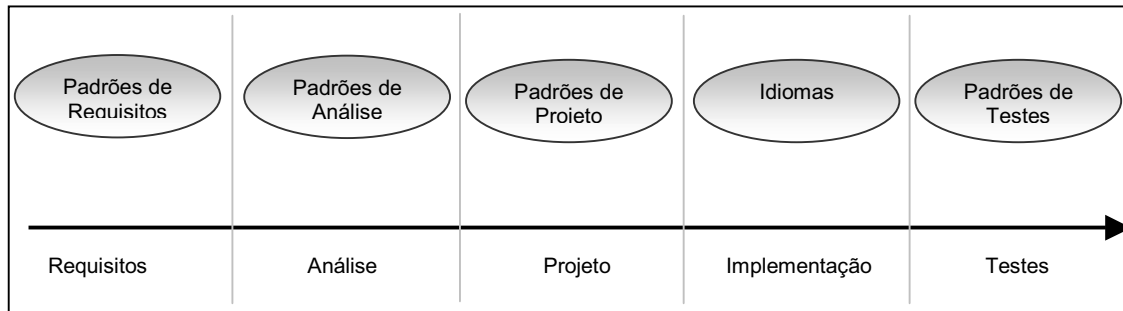 Padrões de
Requisitos
Padrões de
Análise
Padrões de
Projeto
Idiomas
Padrões de
Testes
Requisitos
Análise
Projeto
Implementação
Testes